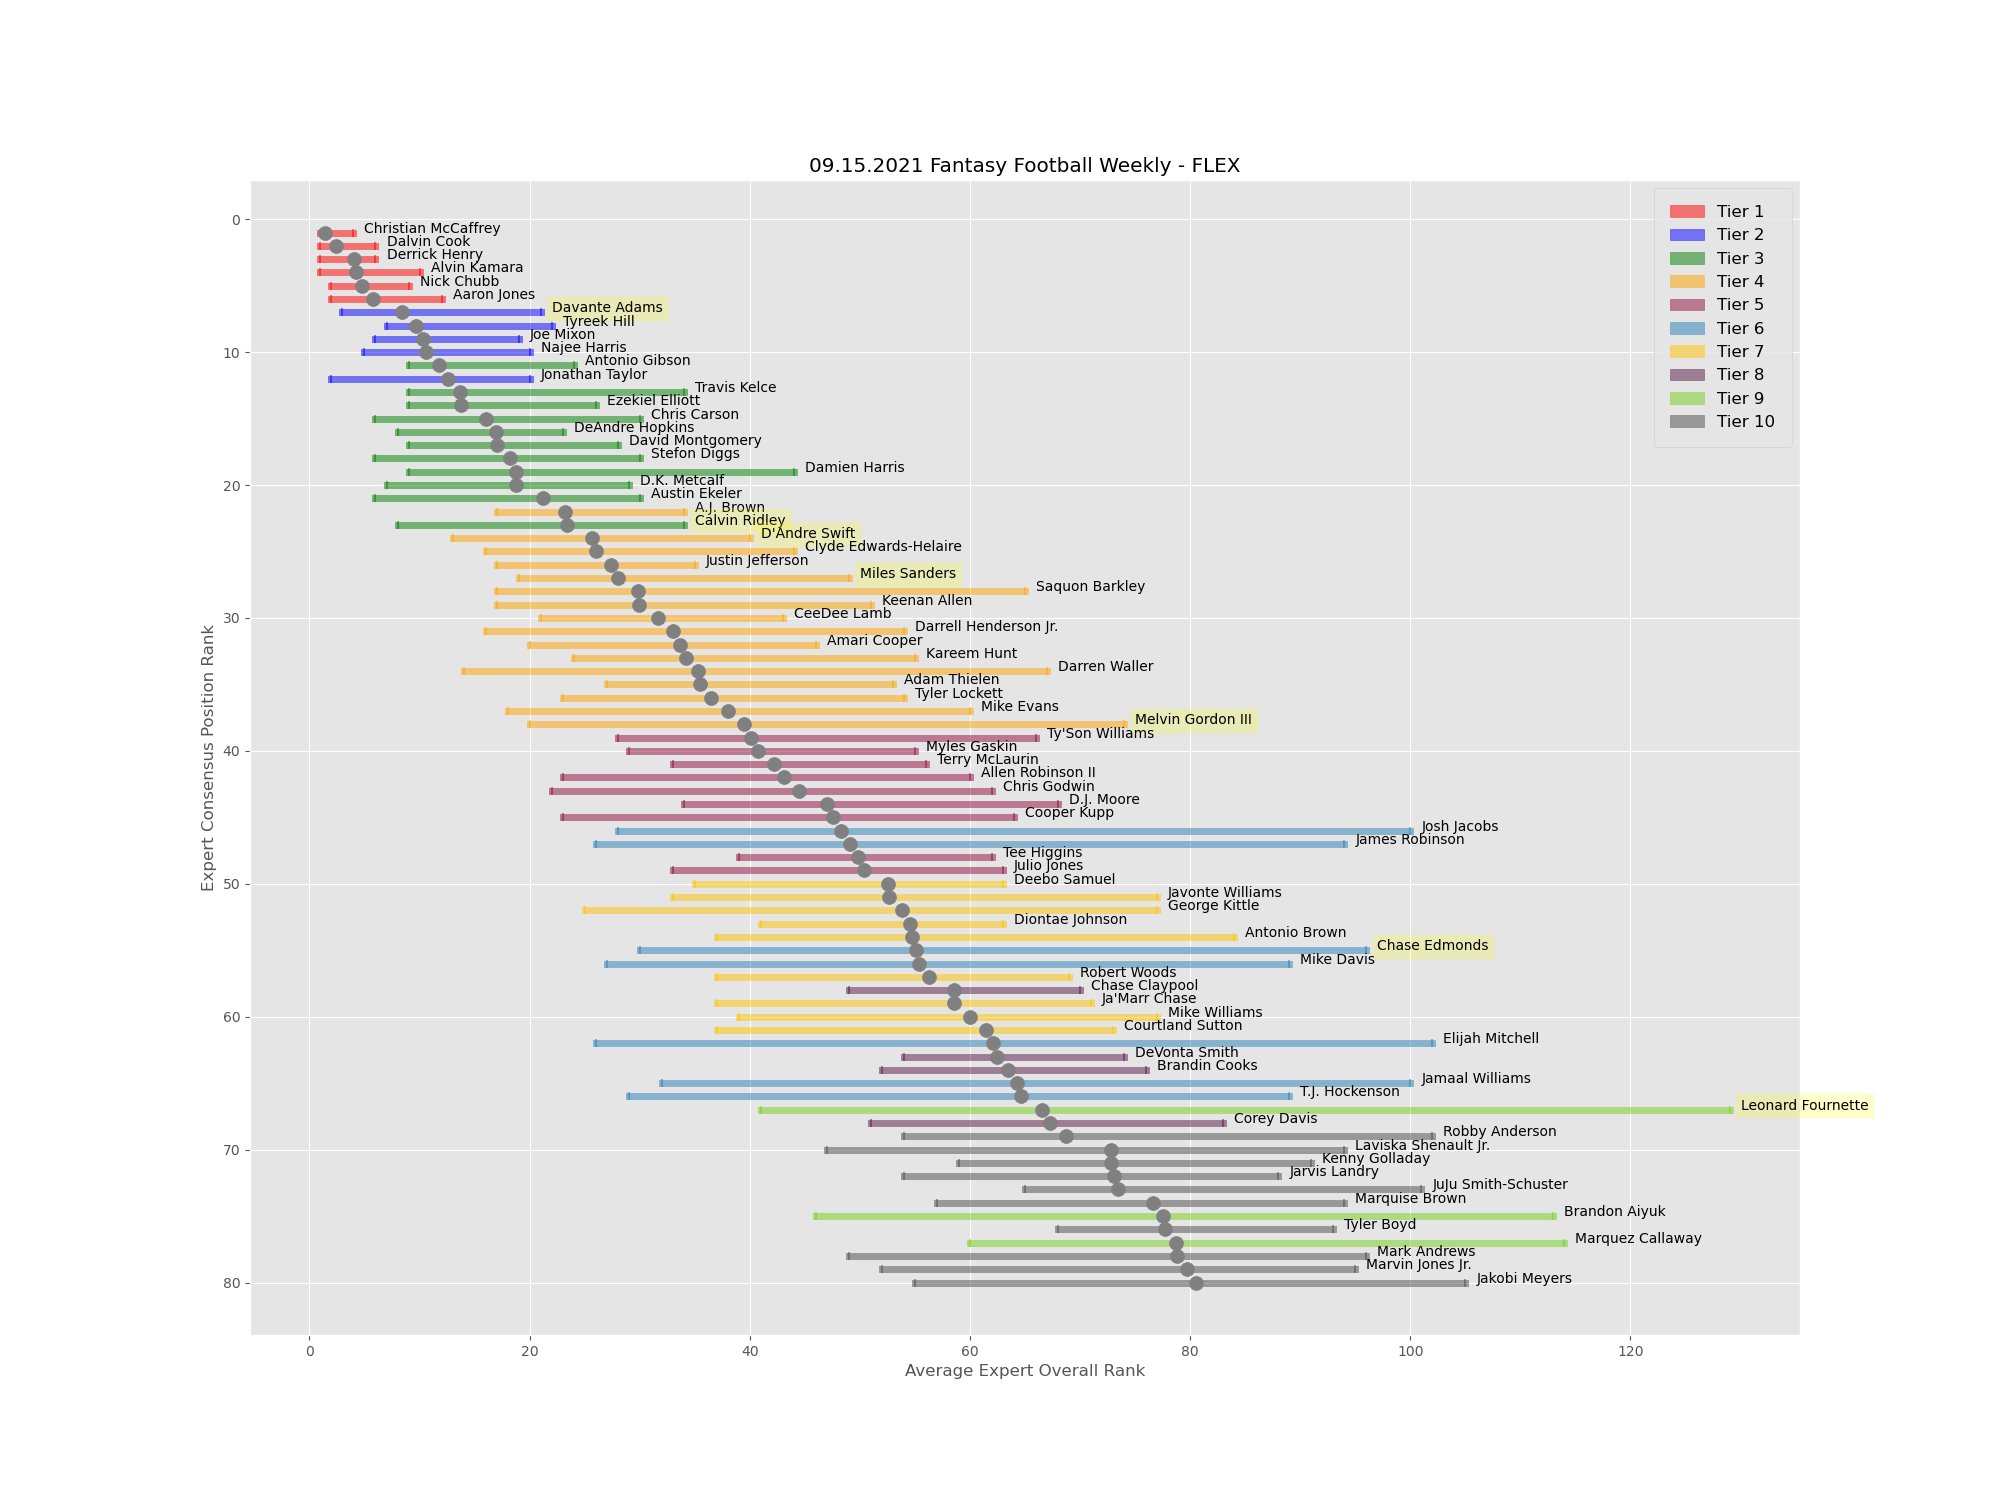 09.15.2021 Fantasy Football Weekly - FLEX
Expert Consensus Position Rank
0
10
20
30
40
50
60
70
80
Christian McCaffrey
Dalvin Cook
Derrick Henry
Alvin Kamara
Nick Chubb
Aaron Jones
Davante Adams
Tyreek Hill
Joe Mixon
Najee Harris
Antonio Gibson
Jonathan Taylor
Travis Kelce
Ezekiel Elliott
Chris Carson
DeAndre Hopkins
David Montgomery
Stefon Diggs
Damien Harris
D.K. Metcalf
Austin Ekeler
A.J. Brown
Calvin Ridley
D'Andre Swift
Clyde Edwards-Helaire
Justin Jefferson
Miles Sanders
Saquon Barkley
Keenan Allen
CeeDee Lamb
Darrell Henderson Jr.
Amari Cooper
Kareem Hunt
Darren Waller
Adam Thielen
Tyler Lockett
Mike Evans
Melvin Gordon III
Ty'Son Williams
Myles Gaskin
Terry McLaurin
Allen Robinson II
Chris Godwin
D.J. Moore
Cooper Kupp
Josh Jacobs
James Robinson
Tee Higgins
Julio Jones
Deebo Samuel
Javonte Williams
George Kittle
Diontae Johnson
Antonio Brown
Chase Edmonds
Mike Davis
Robert Woods
Chase Claypool
Ja'Marr Chase
Mike Williams
Courtland Sutton
Elijah Mitchell
DeVonta Smith
Brandin Cooks
Jamaal Williams
T.J. Hockenson
Leonard Fournette
Corey Davis
Robby Anderson
Laviska Shenault Jr.
Kenny Golladay
Jarvis Landry
JuJu Smith-Schuster
Marquise Brown
Brandon Aiyuk
Tyler Boyd
Marquez Callaway
Mark Andrews
Marvin Jones Jr.
Jakobi Meyers
Tier 1
Tier 2
Tier 3
Tier 4
Tier 5
Tier 6
Tier 7
Tier 8
Tier 9
Tier 10
0 20 40 60 80 100 120
Average Expert Overall Rank